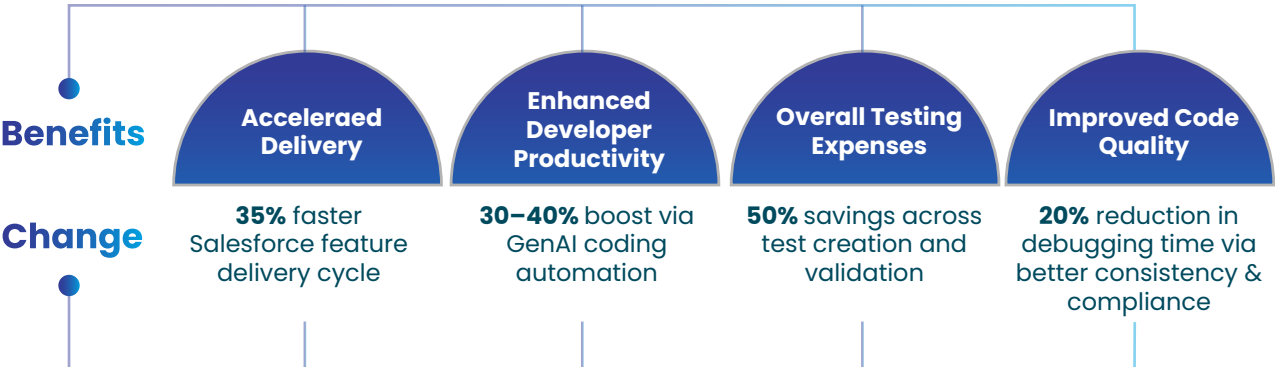 Benefits
Acceleraed
Delivery
Enhanced
Developer
Productivity
Overall Testing
Expenses
Improved Code
Quality
Change
35% faster
Salesforce feature
delivery cycle
30–40% boost via
GenAI coding
automation
50% savings across
test creation and
validation
20% reduction in
debugging time via
better consistency &
compliance